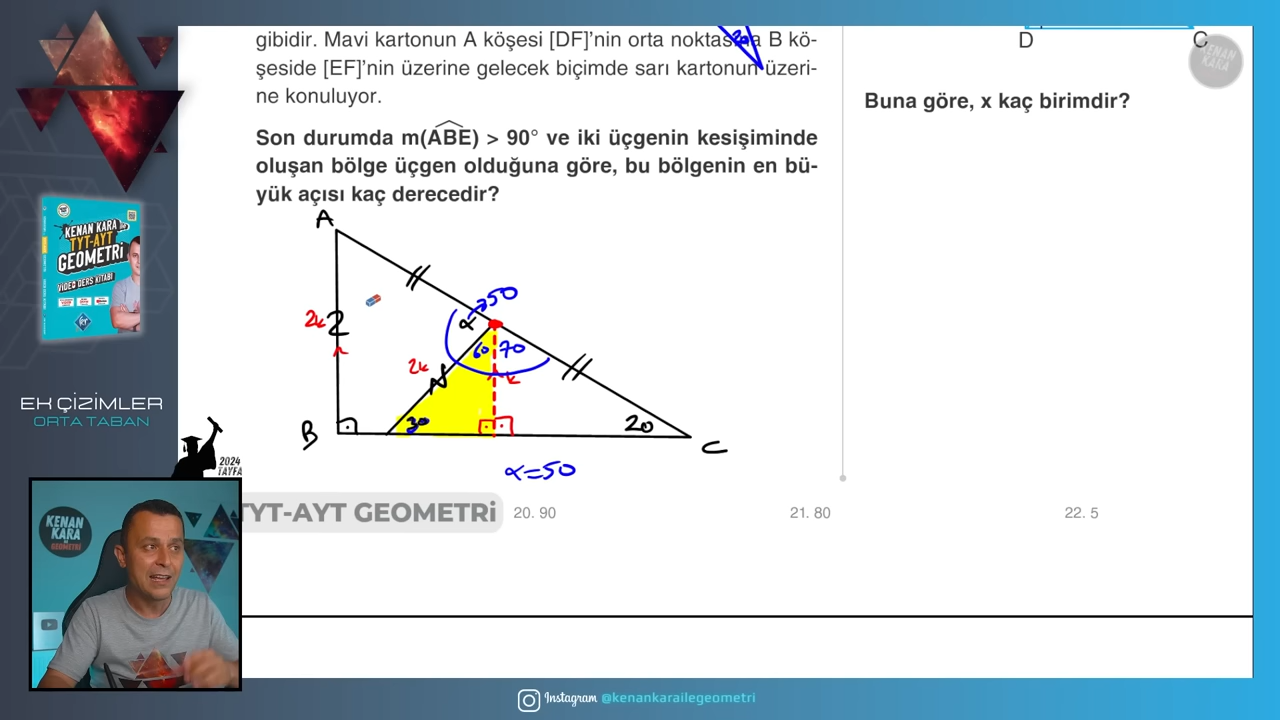 gibidir. Mavi kartonun A köşesi [DF]'nin orta noktasına B kö-
şeside [EF]'nin üzerine gelecek biçimde sarı kartonun üzeri-
ne konuluyor.
Son durumda m(ABE) > 90° ve iki üçgenin kesişiminde
oluşan bölge üçgen olduğuna göre, bu bölgenin en bü-
yük açısı kaç derecedir?
20
A
50
α
2k
2
60 70
2k
k
30
20
B
C
α=50
D
C
KENAN KARA
Buna göre, x kaç birimdir?
TYT-AYT GEOMETRİ
20. 90
21. 80
22. 5
KENAN KARA
TYT-AYT
GEOMETRİ
VİDEO DERS KİTABI
EK ÇİZİMLER
ORTA TABAN
2024
TAYFA
KENAN
KARA
GEOMETRİ
Instagram @kenankarailegeometri